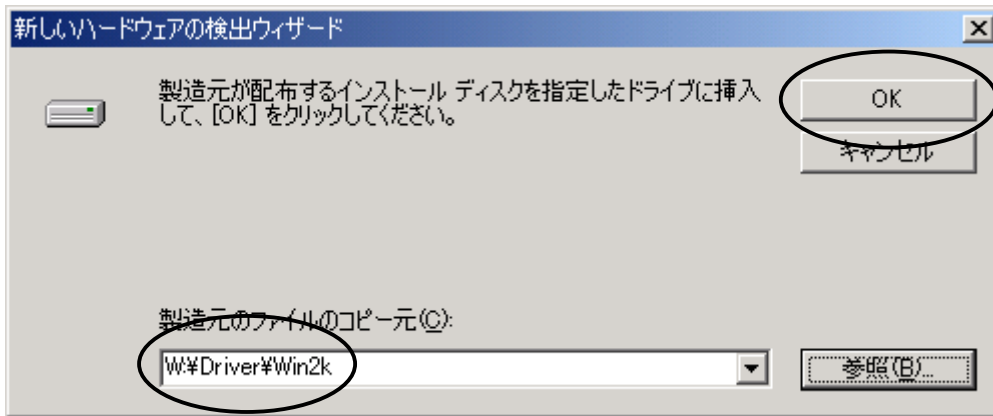 新しいハードウェアの検出ウィザード
製造元が配布するインストール ディスクを指定したドライブに挿入
して、[OK] をクリックしてください。
OK
キャンセル
製造元のファイルのコピー元(C):
W:¥Driver¥Win2k
参照(B)...